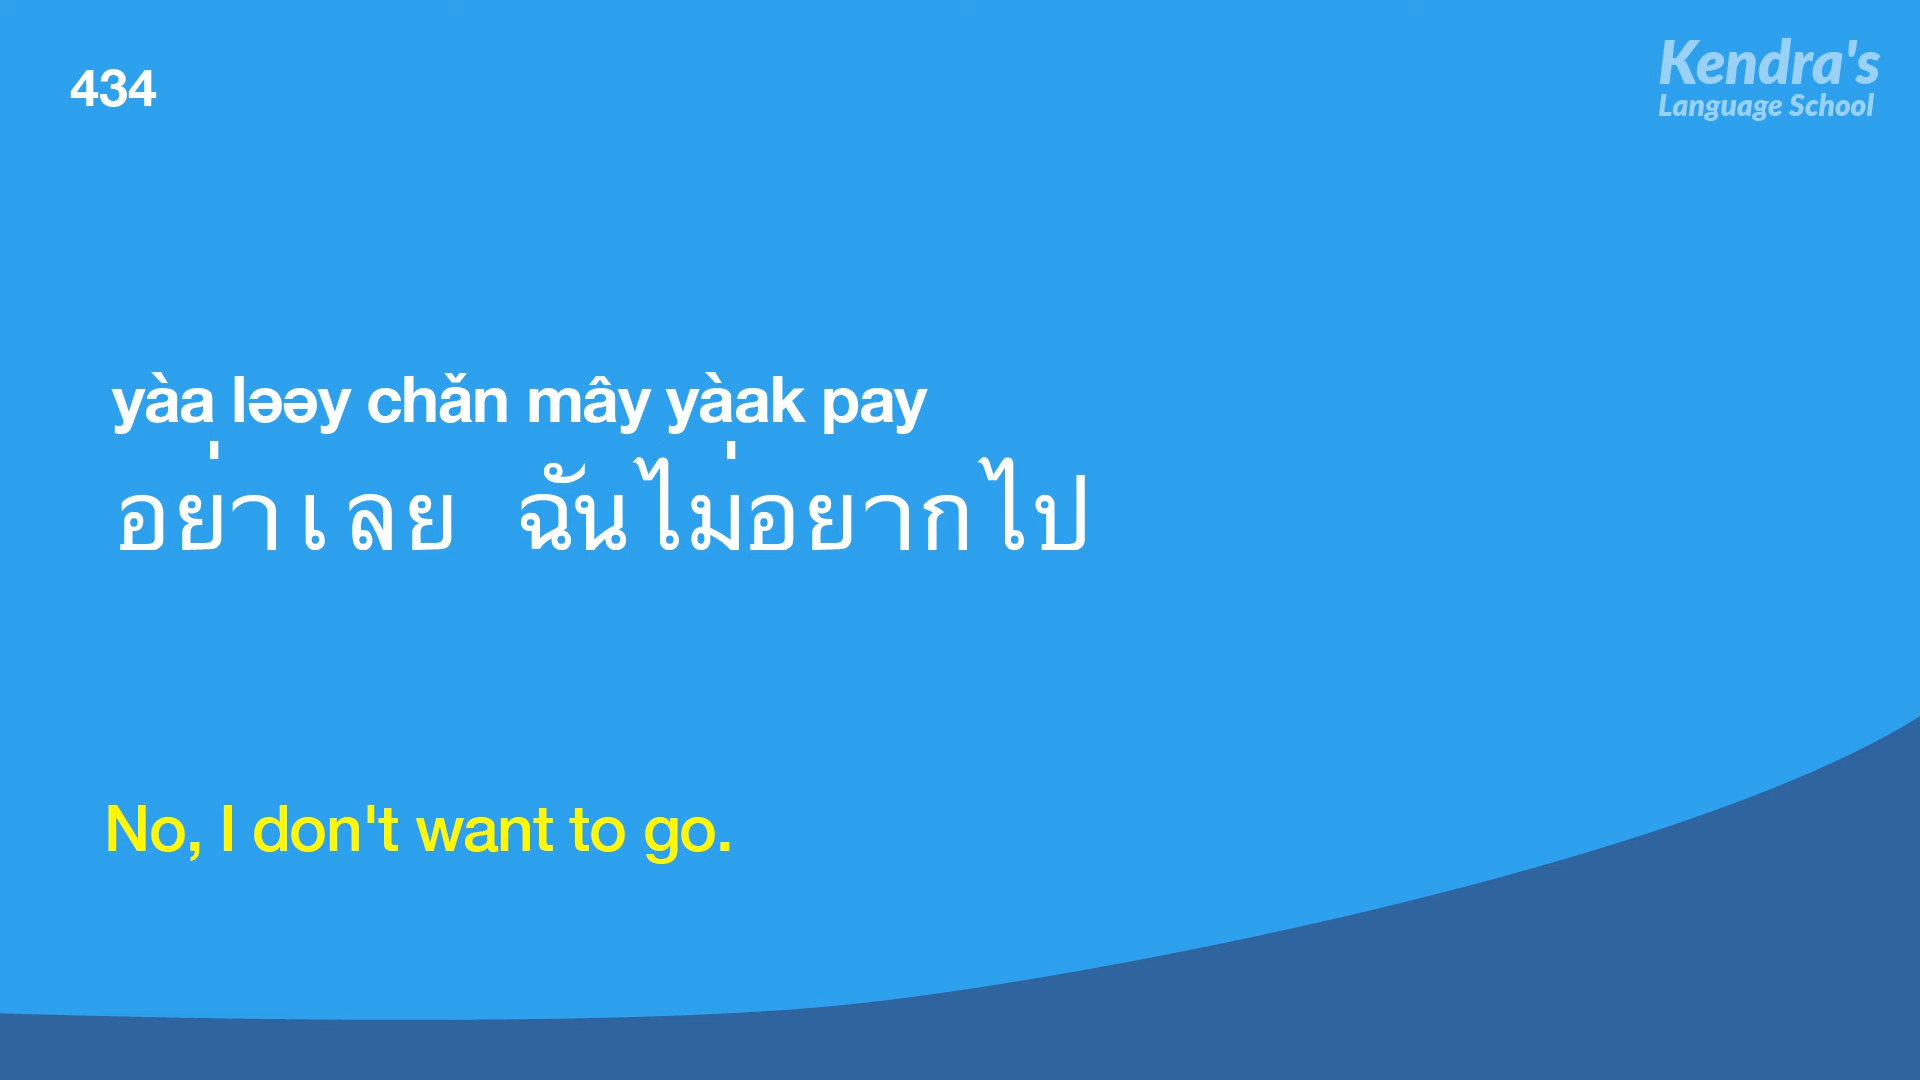 434
Kendra's
Language School
yàa ləəy chǎn mây yàak pay
อย่าเลย ฉันไม่อยากไป
No, I don't want to go.